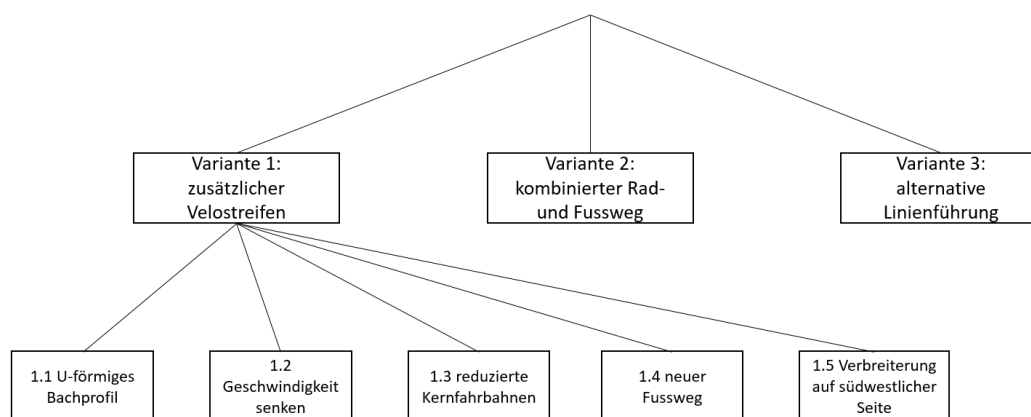 Variante 1:
zusätzlicher
Velostreifen
Variante 2:
kombinierter Rad-
und Fussweg
Variante 3:
alternative
Linienführung
1.1 U-förmiges
Bachprofil
1.2
Geschwindigkeit
senken
1.3 reduzierte
Kernfahrbahnen
1.4 neuer
Fussweg
1.5 Verbreiterung
auf südwestlicher
Seite